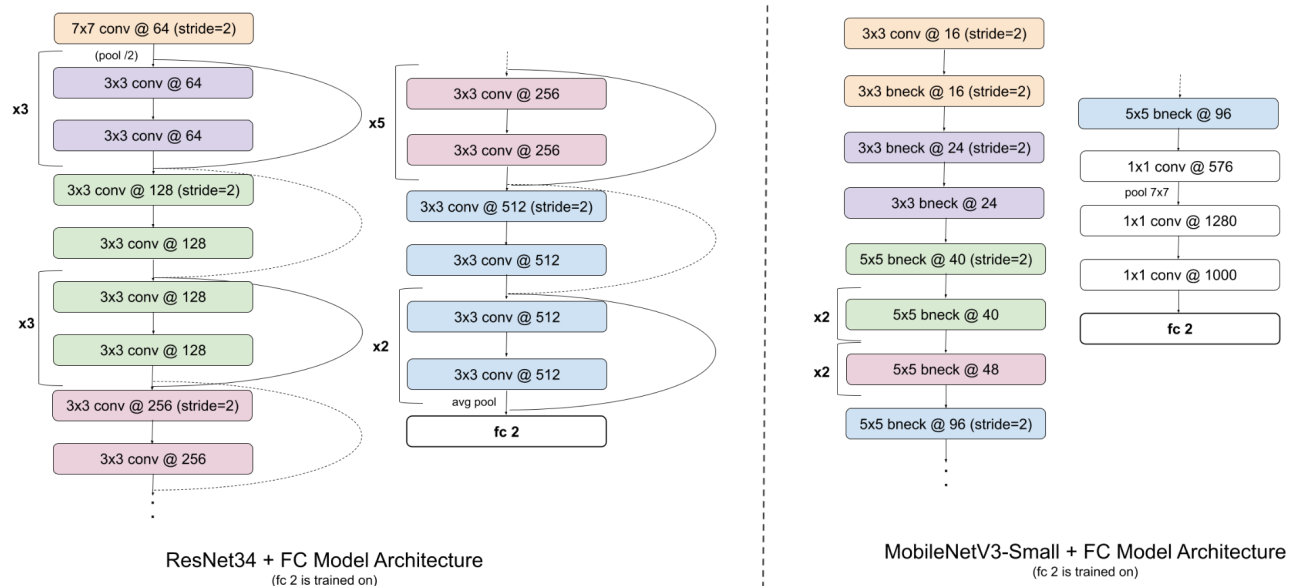 7x7 conv @ 64 (stride=2)
(pool /2)
x3
3x3 conv @ 64
3x3 conv @ 64
3x3 conv @ 128 (stride=2)
3x3 conv @ 128
x3
3x3 conv @ 128
3x3 conv @ 128
3x3 conv @ 256 (stride=2)
3x3 conv @ 256
x5
3x3 conv @ 256
3x3 conv @ 256
3x3 conv @ 512 (stride=2)
3x3 conv @ 512
x2
3x3 conv @ 512
3x3 conv @ 512
avg pool
fc 2
ResNet34 + FC Model Architecture
(fc 2 is trained on)
3x3 conv @ 16 (stride=2)
3x3 bneck @ 16 (stride=2)
3x3 bneck @ 24 (stride=2)
3x3 bneck @ 24
5x5 bneck @ 40 (stride=2)
x2
5x5 bneck @ 40
x2
5x5 bneck @ 48
5x5 bneck @ 96 (stride=2)
5x5 bneck @ 96
1x1 conv @ 576
pool 7x7
1x1 conv @ 1280
1x1 conv @ 1000
fc 2
MobileNetV3-Small + FC Model Architecture
(fc 2 is trained on)